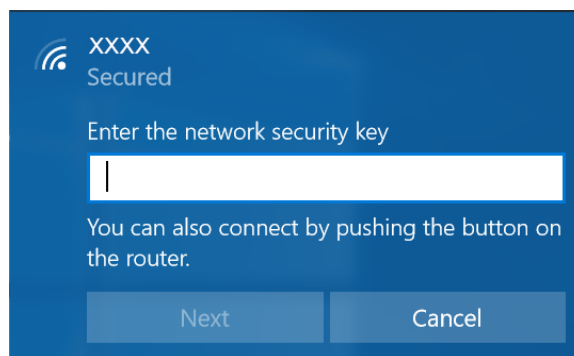 XXXX
Secured
Enter the network security key
You can also connect by pushing the button on
the router.
Next
Cancel